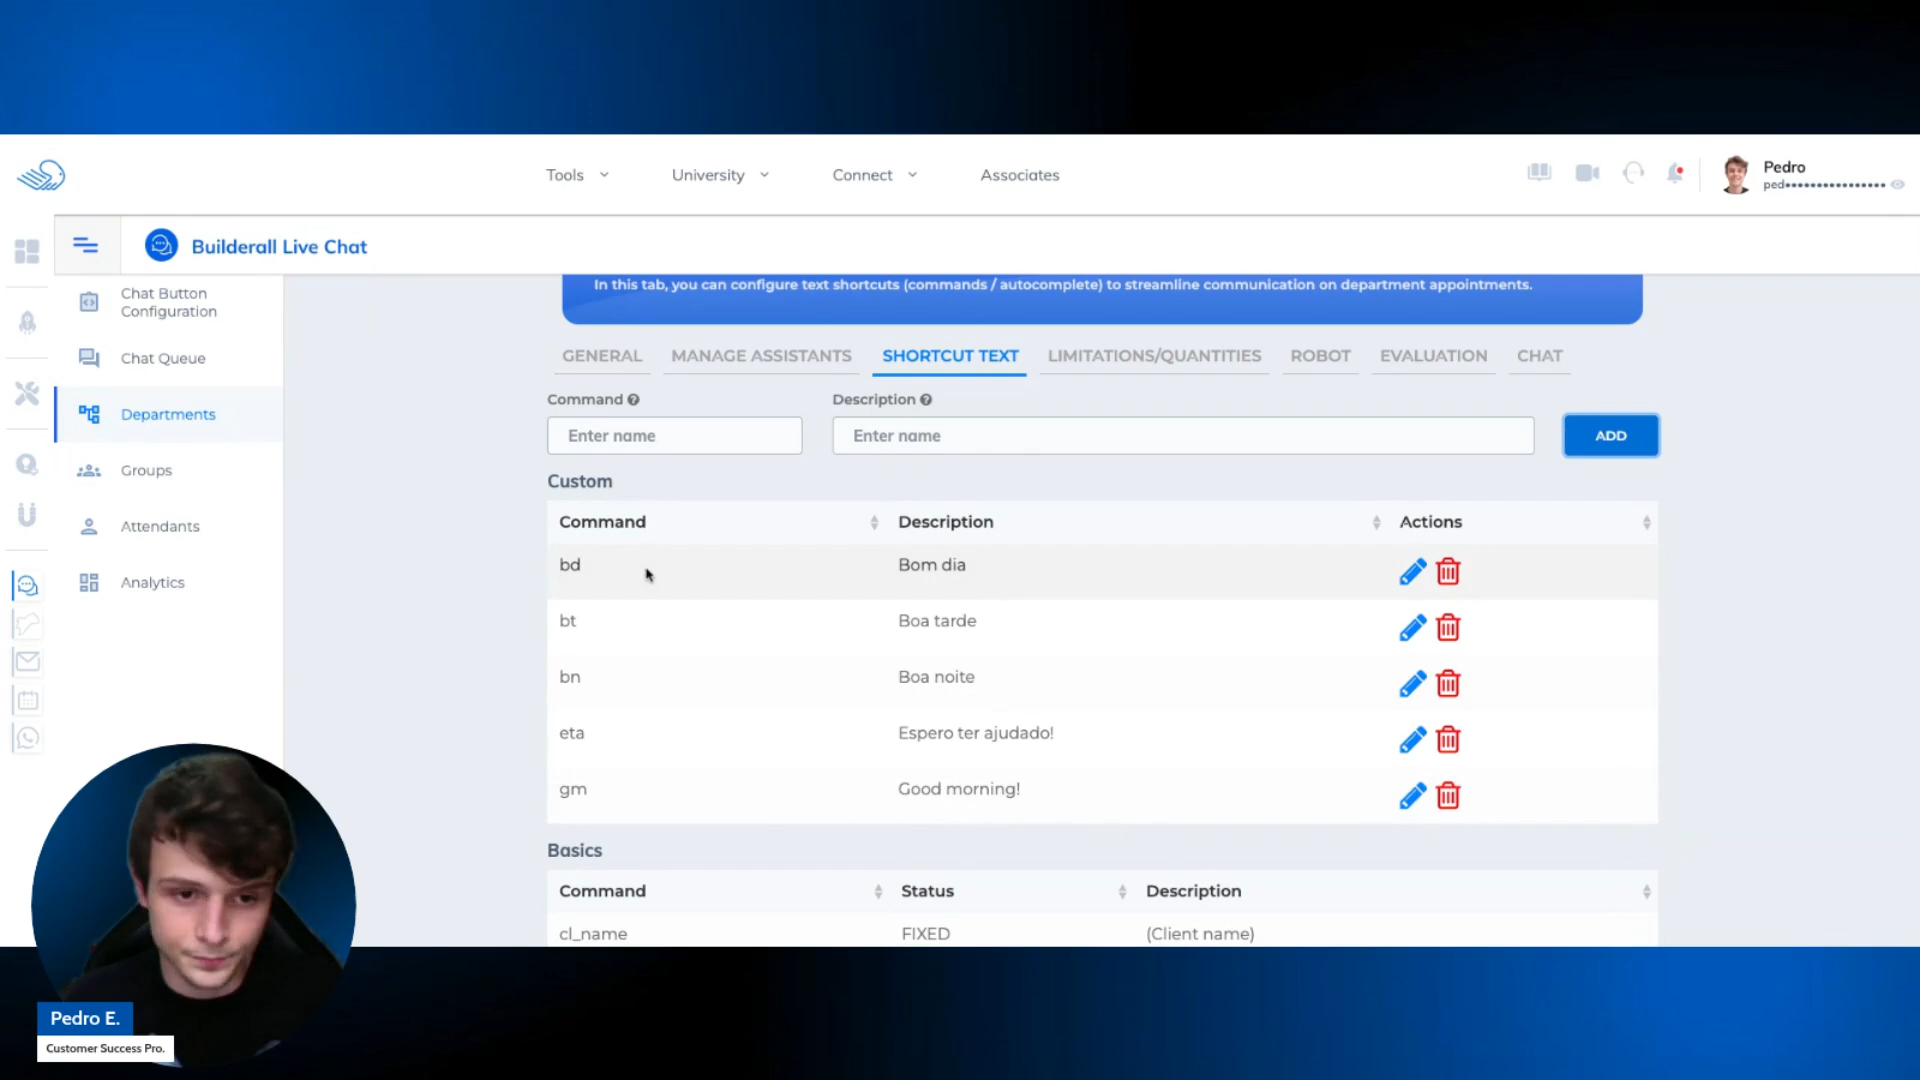 Tools
University
Connect
Associates
Pedro
ped••••••••••••••••
Builderall Live Chat
Chat Button
Configuration
Chat Queue
Departments
Groups
Attendants
Analytics
In this tab, you can configure text shortcuts (commands / autocomplete) to streamline communication on department appointments.
GENERAL MANAGE ASSISTANTS SHORTCUT TEXT LIMITATIONS/QUANTITIES ROBOT EVALUATION CHAT
Command Description
Enter name Enter name ADD
Custom
Command Description Actions
bd Bom dia
bt Boa tarde
bn Boa noite
eta Espero ter ajudado!
gm Good morning!
Basics
Command Status Description
cl_name FIXED (Client name)
Pedro E.
Customer Success Pro.